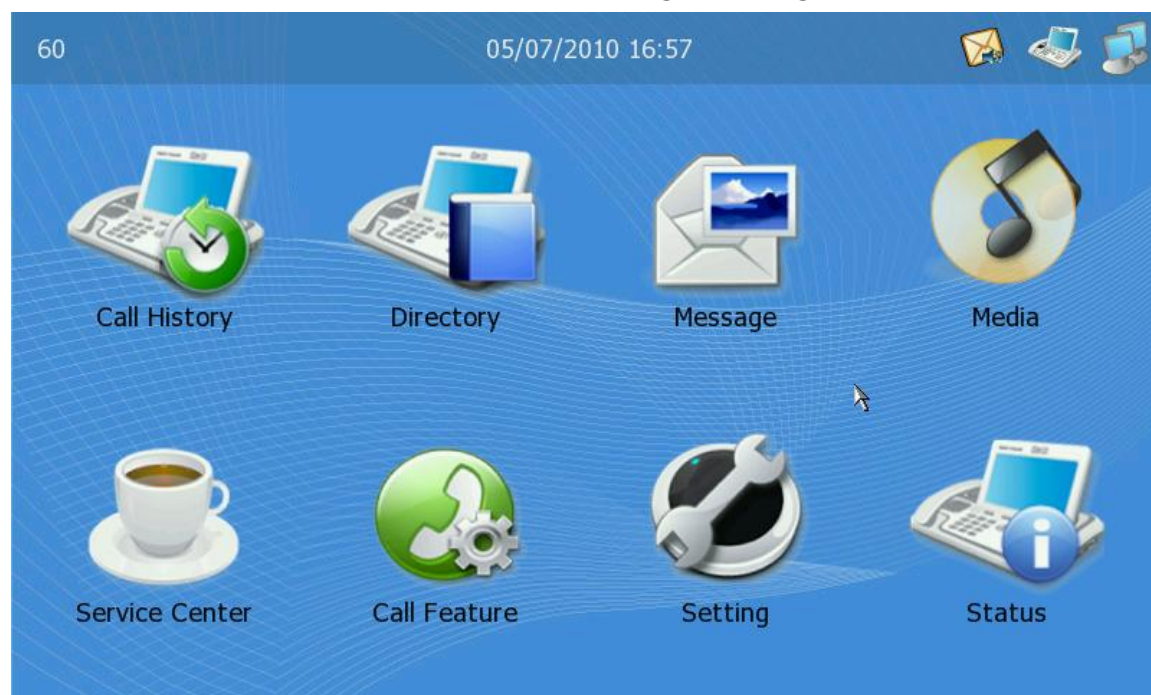 60
05/07/2010 16:57
Call History
Directory
Message
Media
Service Center
Call Feature
Setting
Status